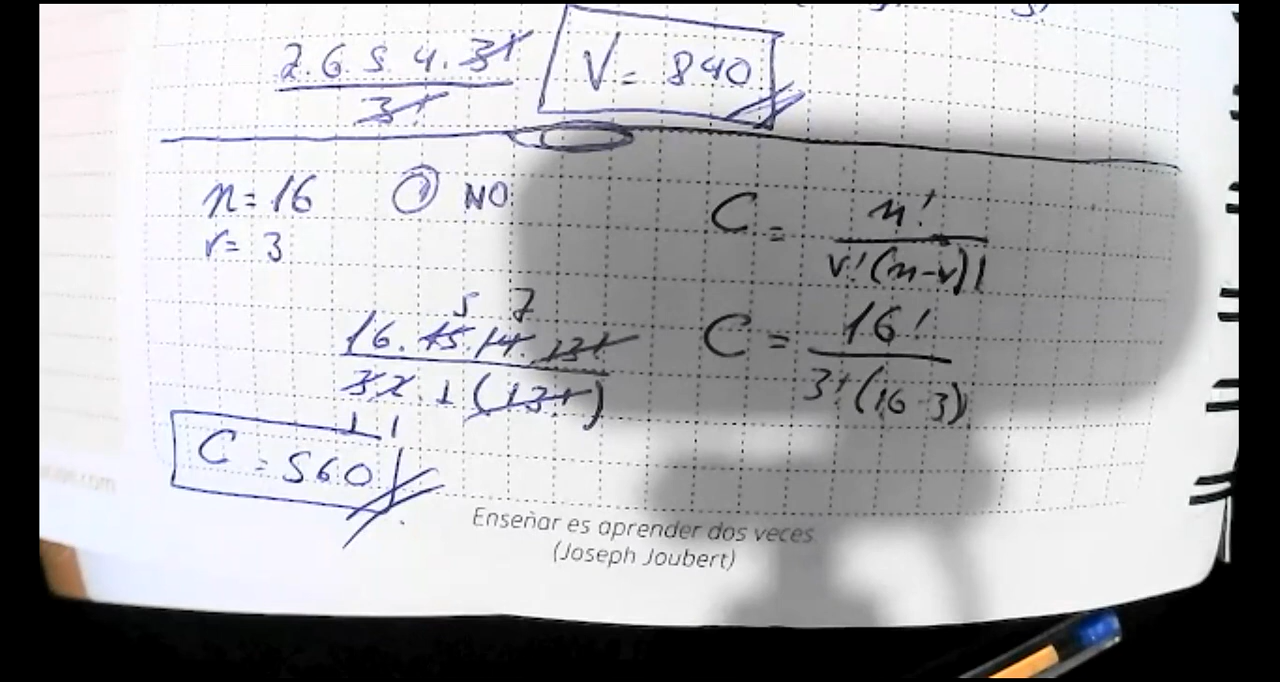 2.6 5 4.3!
3!
V= 840
n=16 ① NO
r= 3
C = n!
r!(n-r)!
5 7
16.15.14.13!
3 2 1 (13!)
1 1
C = 16!
3!(16 3)
C = 560
Enseñar es aprender dos veces
(Joseph Joubert)